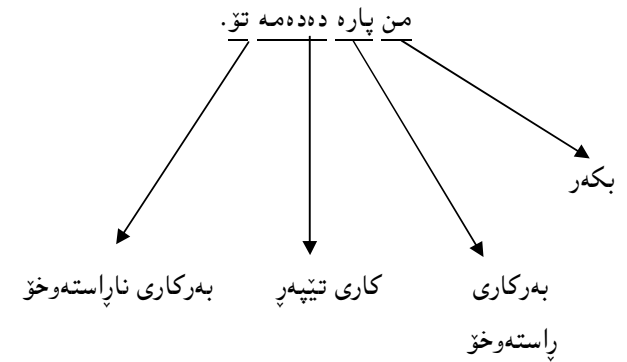 من پارە دەدەمە تۆ.
بکەر
بەرکاری ڕاستەوخۆ
کاری تێپەڕ
بەرکاری ناڕاستەوخۆ